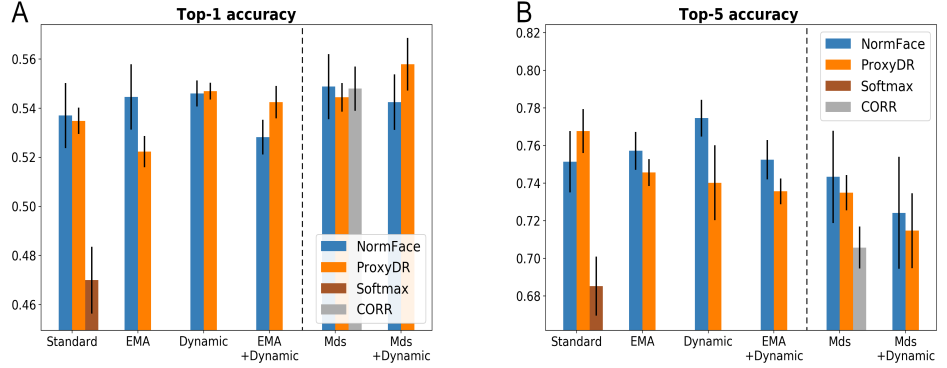 A
Top-1 accuracy
0.56
0.54
0.52
0.50
0.48
0.46
NormFace
ProxyDR
Softmax
CORR
Standard
EMA
Dynamic
EMA
+Dynamic
Mds
Mds
+Dynamic
B
Top-5 accuracy
0.82
0.80
0.78
0.76
0.74
0.72
0.70
0.68
NormFace
ProxyDR
Softmax
CORR
Standard
EMA
Dynamic
EMA
+Dynamic
Mds
Mds
+Dynamic